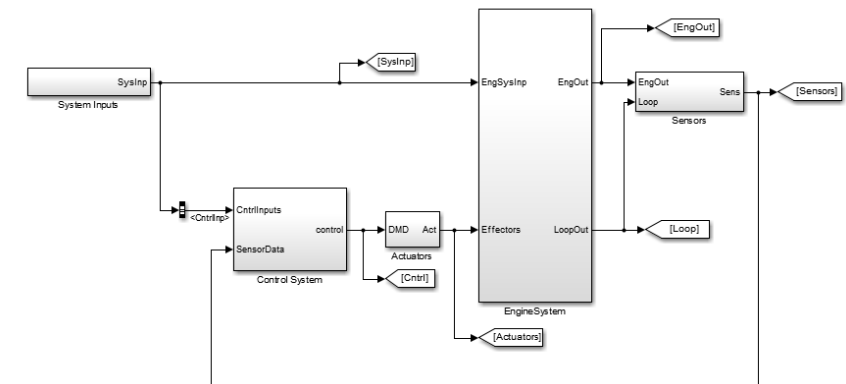 [EngOut]
[SysInp]
SysInp
System Inputs
EngSysInp
EngOut
EngOut
Loop
Sens
Sensors
[Sensors]
<CntrlInp>
CntrlInputs
control
SensorData
Control System
DMD
Act
Actuators
[Cntrl]
Effectors
LoopOut
EngineSystem
[Loop]
[Actuators]